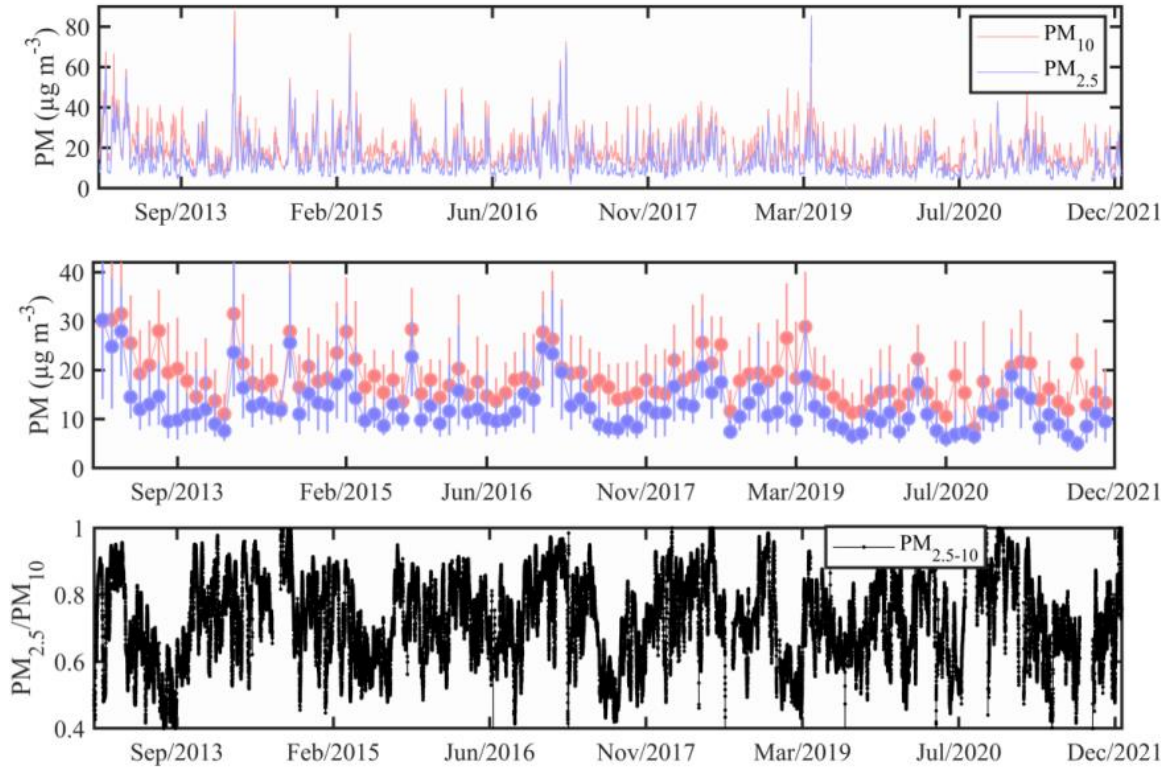 80
60
40
20
0
PM (μg m⁻³)
PM₁₀
PM₂.₅
Sep/2013 Feb/2015 Jun/2016 Nov/2017 Mar/2019 Jul/2020 Dec/2021
40
30
20
10
0
PM (μg m⁻³)
Sep/2013 Feb/2015 Jun/2016 Nov/2017 Mar/2019 Jul/2020 Dec/2021
1
0.8
0.6
0.4
PM₂.₅/PM₁₀
PM₂.₅₋₁₀
Sep/2013 Feb/2015 Jun/2016 Nov/2017 Mar/2019 Jul/2020 Dec/2021